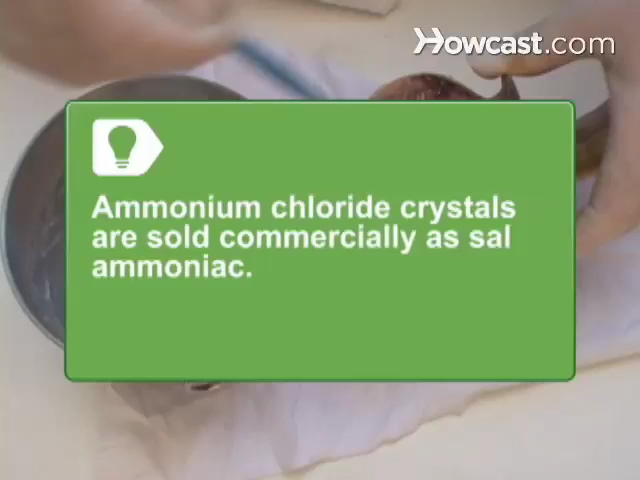 Howcast.com
Ammonium chloride crystals
are sold commercially as sal
ammoniac.